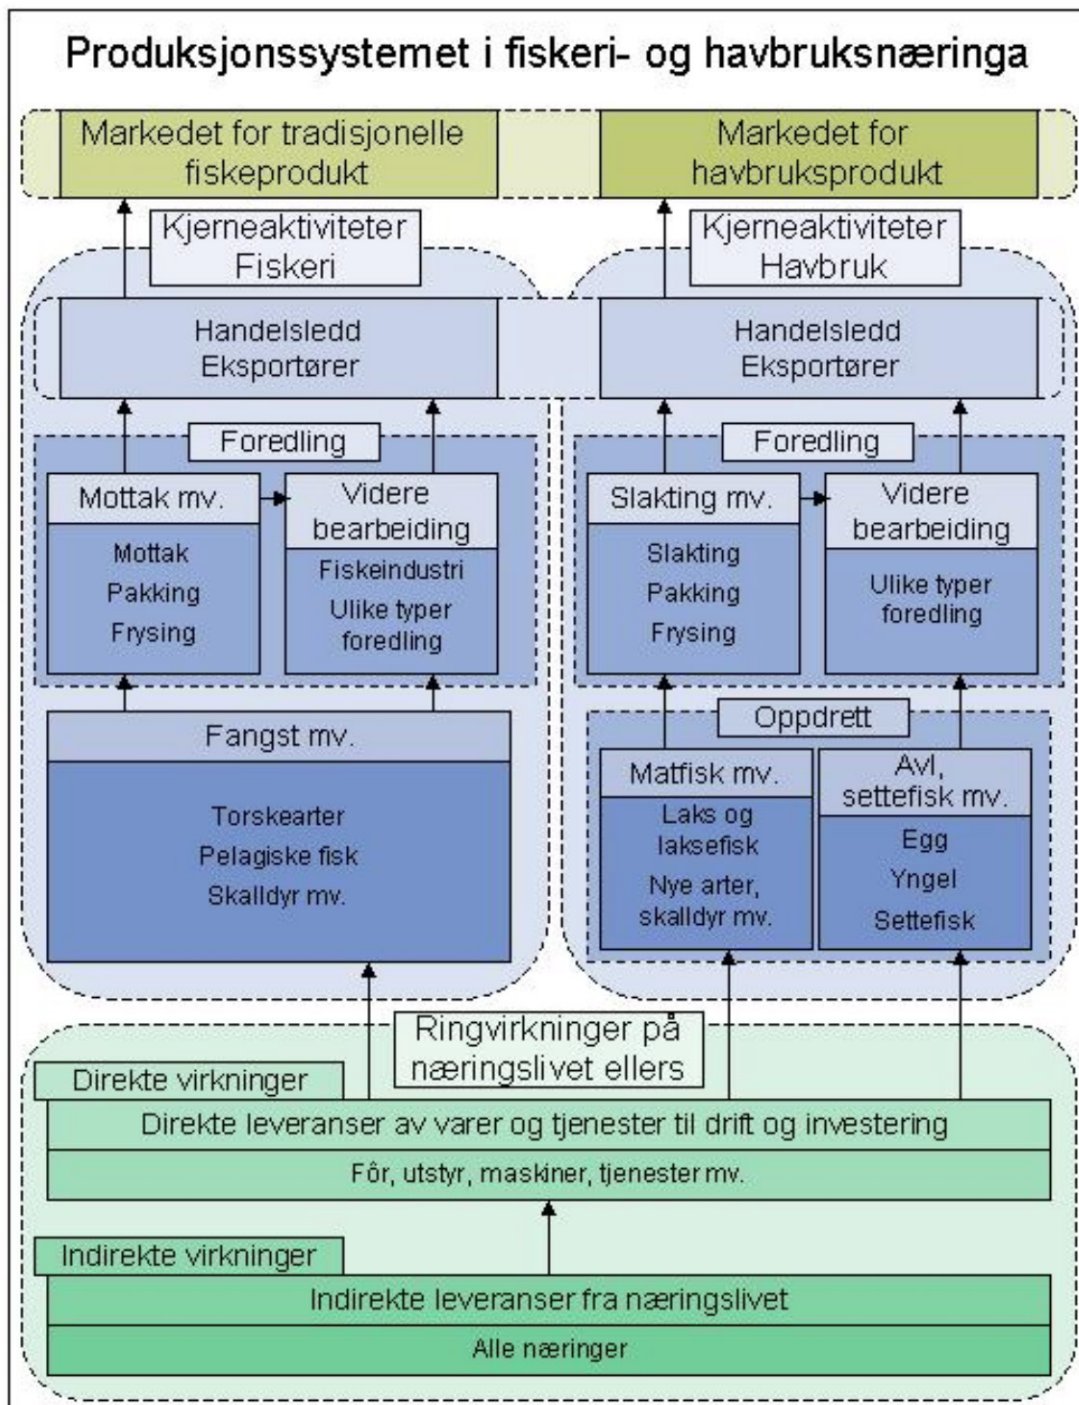 Produksjonssystemet i fiskeri- og havbruksnæringa
Markedet for tradisjonelle
fiskeprodukt
Markedet for
havbruksprodukt
Kjerneaktiviteter
Fiskeri
Kjerneaktiviteter
Havbruk
Handelsledd
Eksportører
Handelsledd
Eksportører
Foredling
Mottak mv.
Mottak
Pakking
Frysing
Videre
bearbeiding
Fiskeindustri
Ulike typer
foredling
Foredling
Slakting mv.
Slakting
Pakking
Frysing
Videre
bearbeiding
Ulike typer
foredling
Fangst mv.
Torskearter
Pelagiske fisk
Skalldyr mv.
Oppdrett
Matfisk mv.
Laks og
laksefisk
Nye arter,
skalldyr mv.
Avl,
settefisk mv.
Egg
Yngel
Settefisk
Ringvirkninger på
næringslivet ellers
Direkte virkninger
Direkte leveranser av varer og tjenester til drift og investering
Fôr, utstyr, maskiner, tjenester mv.
Indirekte virkninger
Indirekte leveranser fra næringslivet
Alle næringer